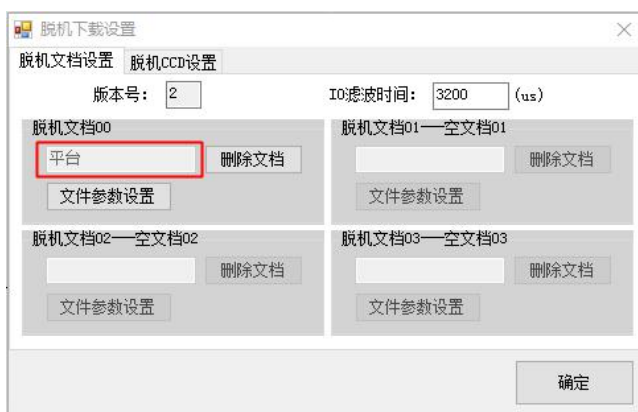 脱机下载设置
脱机文档设置 脱机CCD设置
版本号: 2 IO滤波时间: 3200 (us)
脱机文档00
平台 删除文档
文件参数设置
脱机文档01——空文档01
删除文档
文件参数设置
脱机文档02——空文档02
删除文档
文件参数设置
脱机文档03——空文档03
删除文档
文件参数设置
确定